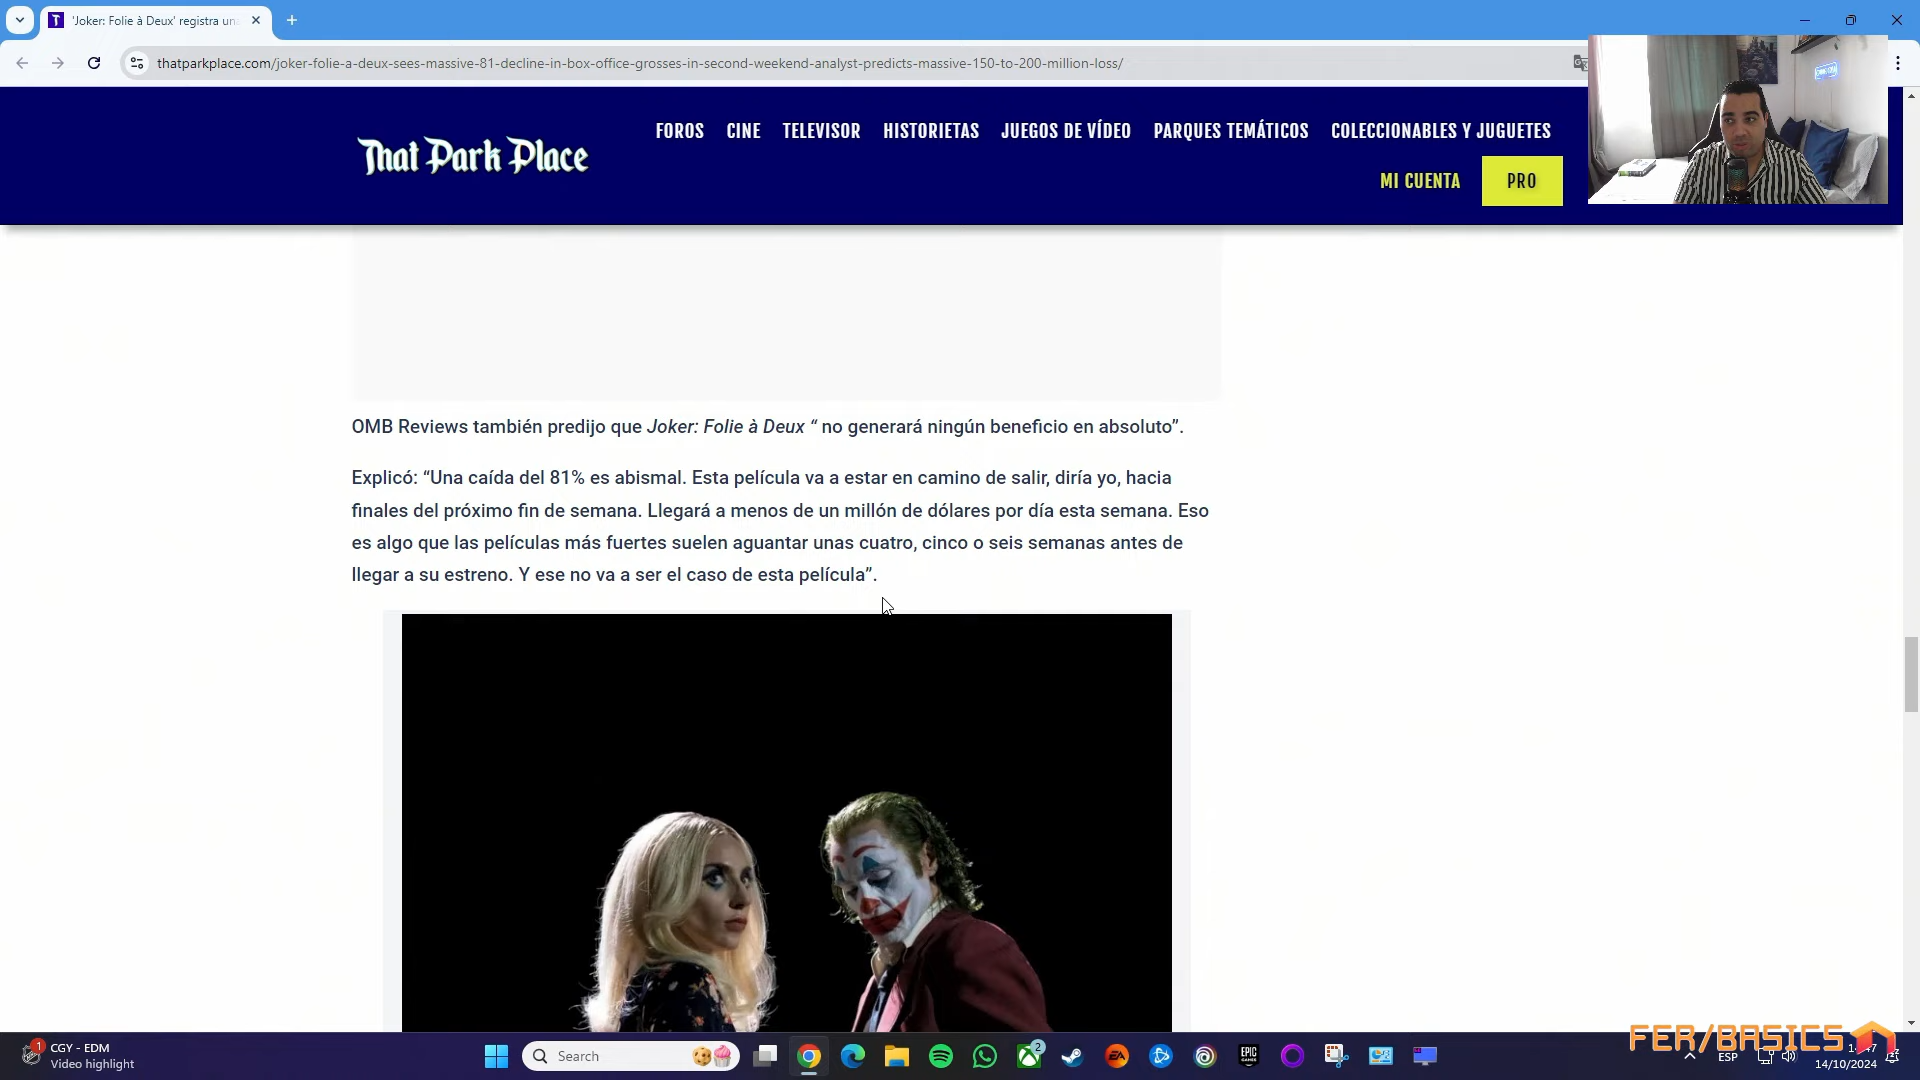 'Joker: Folie à Deux' registra un
thatparkplace.com/joker-folie-a-deux-sees-massive-81-decline-in-box-office-grosses-in-second-weekend-analyst-predicts-massive-150-to-200-million-loss/
That Park Place
FOROS CINE TELEVISOR HISTORIETAS JUEGOS DE VÍDEO PARQUES TEMÁTICOS COLECCIONABLES Y JUGUETES
MI CUENTA PRO
OMB Reviews también predijo que Joker: Folie à Deux “ no generará ningún beneficio en absoluto”.
Explicó: “Una caída del 81% es abismal. Esta película va a estar en camino de salir, diría yo, hacia
finales del próximo fin de semana. Llegará a menos de un millón de dólares por día esta semana. Eso
es algo que las películas más fuertes suelen aguantar unas cuatro, cinco o seis semanas antes de
llegar a su estreno. Y ese no va a ser el caso de esta película”.
FER/BASICS
1
CGY - EDM
Video highlight
Search
2
EA
EPIC
GAMES
ESP
14/10/2024